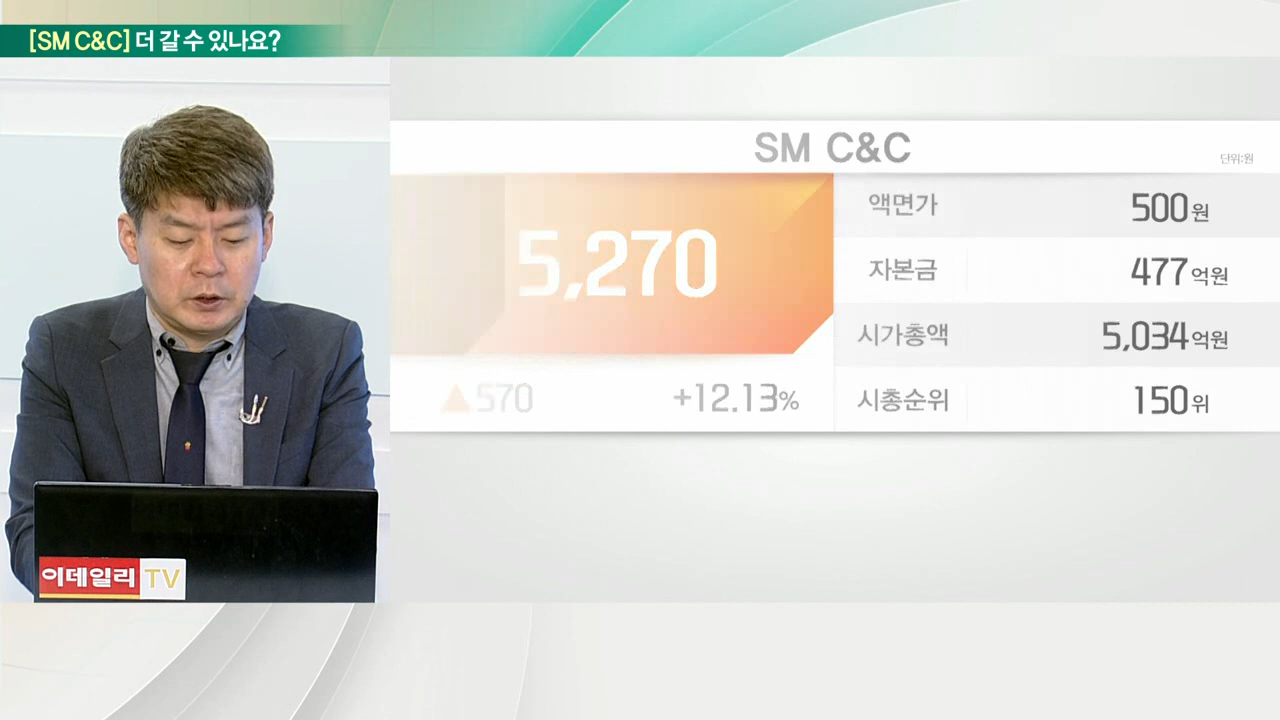 [SM C&C] 더 갈 수 있나요?
SM C&C
단위:원
5,270
▲570 +12.13%
액면가 500원
자본금 477억원
시가총액 5,034억원
시총순위 150위
이데일리 TV